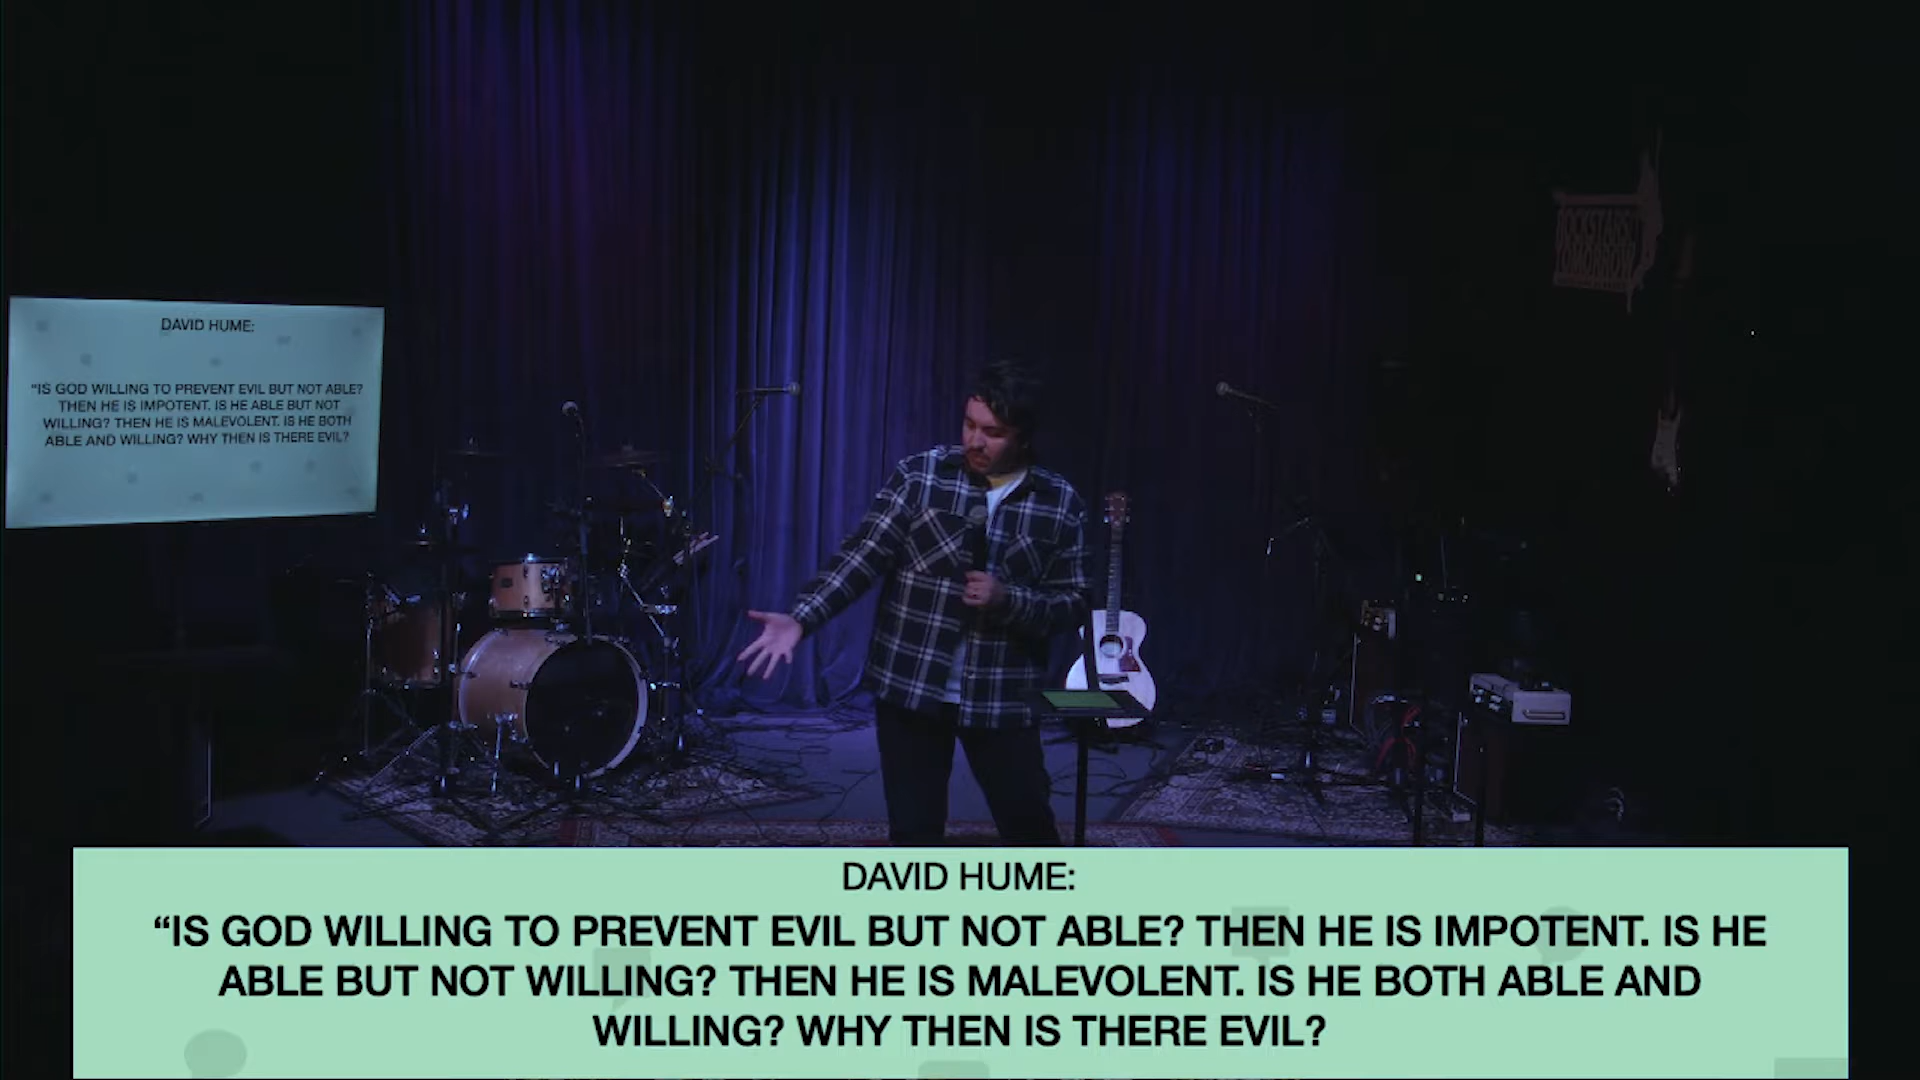 ROCKSTARS
TOMORROW
DAVID HUME:
“IS GOD WILLING TO PREVENT EVIL BUT NOT ABLE?
THEN HE IS IMPOTENT. IS HE ABLE BUT NOT
WILLING? THEN HE IS MALEVOLENT. IS HE BOTH
ABLE AND WILLING? WHY THEN IS THERE EVIL?
DAVID HUME:
“IS GOD WILLING TO PREVENT EVIL BUT NOT ABLE? THEN HE IS IMPOTENT. IS HE
ABLE BUT NOT WILLING? THEN HE IS MALEVOLENT. IS HE BOTH ABLE AND
WILLING? WHY THEN IS THERE EVIL?